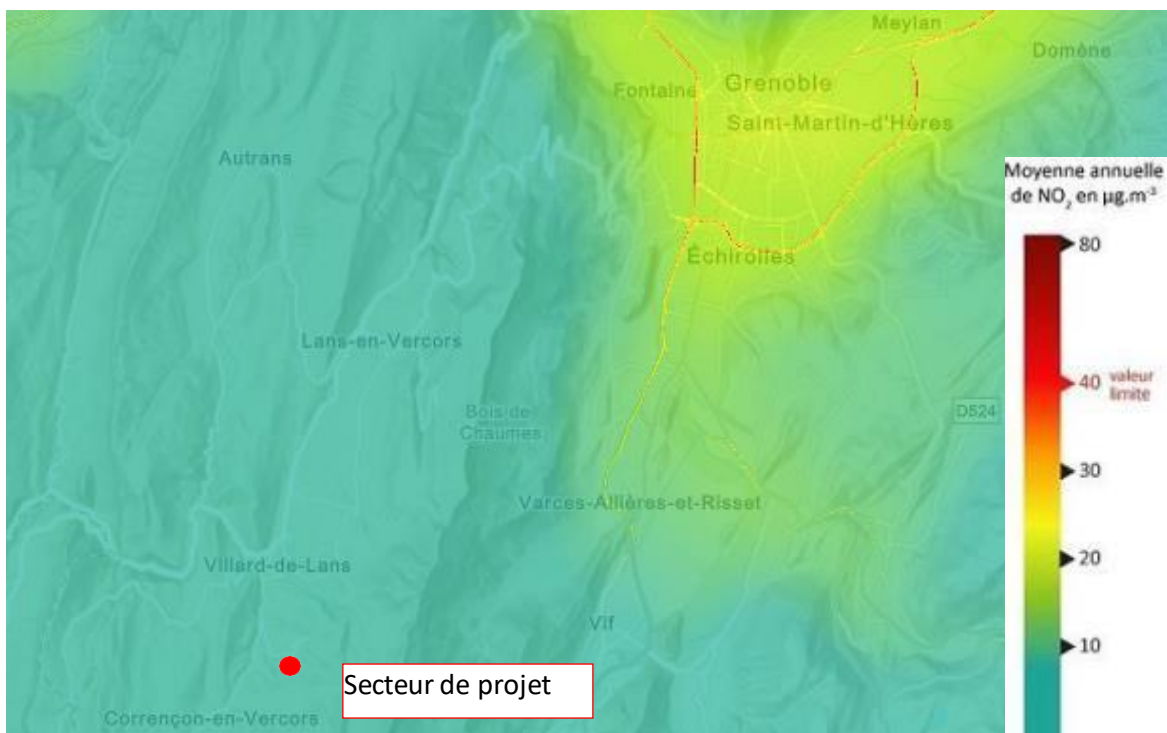 Meylan
Domène
Fontaine
Grenoble
Saint-Martin-d'Hères
Autrans
Échirolles
Lans-en-Vercors
Bois de
Chaumes
D524
Varces-Allières-et-Risset
Villard-de-Lans
Vif
Secteur de projet
Corrençon-en-Vercors
Moyenne annuelle
de NO₂ en µg.m⁻³
80
40 valeur
limite
30
20
10